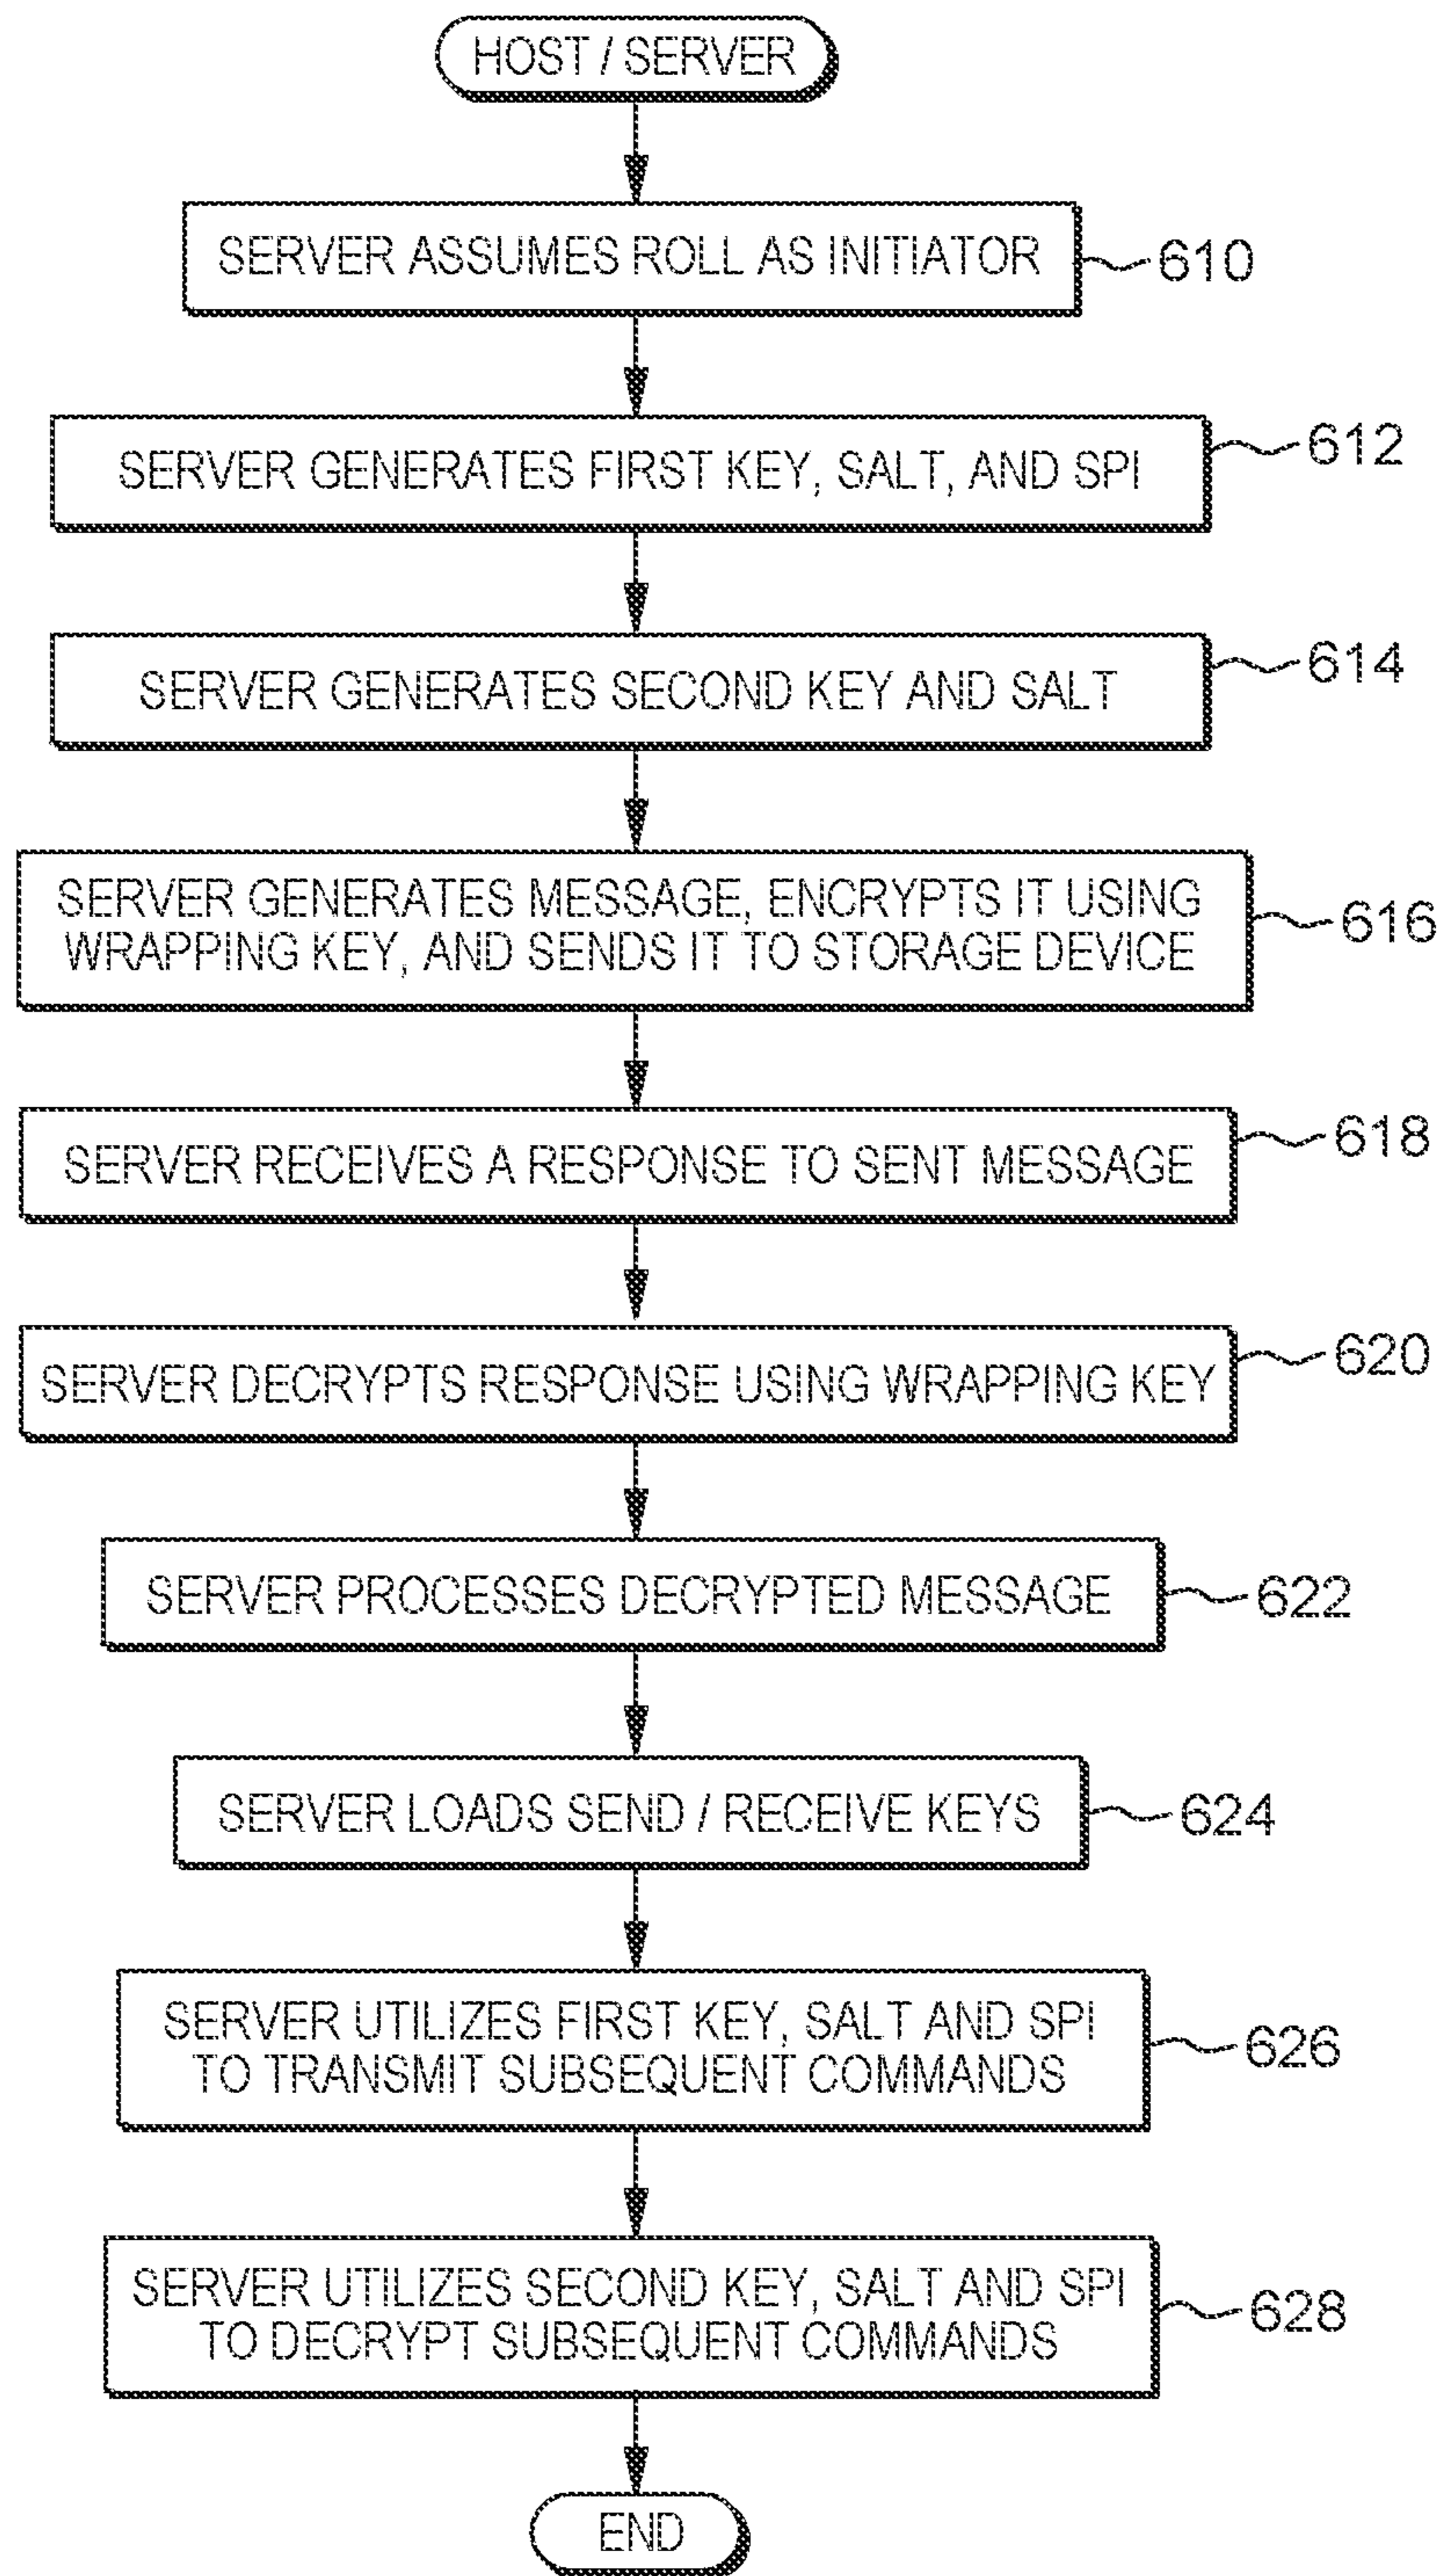 HOST / SERVER
SERVER ASSUMES ROLL AS INITIATOR
610
SERVER GENERATES FIRST KEY, SALT, AND SPI
612
SERVER GENERATES SECOND KEY AND SALT
614
SERVER GENERATES MESSAGE, ENCRYPTS IT USING
WRAPPING KEY, AND SENDS IT TO STORAGE DEVICE
616
SERVER RECEIVES A RESPONSE TO SENT MESSAGE
618
SERVER DECRYPTS RESPONSE USING WRAPPING KEY
620
SERVER PROCESSES DECRYPTED MESSAGE
622
SERVER LOADS SEND / RECEIVE KEYS
624
SERVER UTILIZES FIRST KEY, SALT AND SPI
TO TRANSMIT SUBSEQUENT COMMANDS
626
SERVER UTILIZES SECOND KEY, SALT AND SPI
TO DECRYPT SUBSEQUENT COMMANDS
628
END